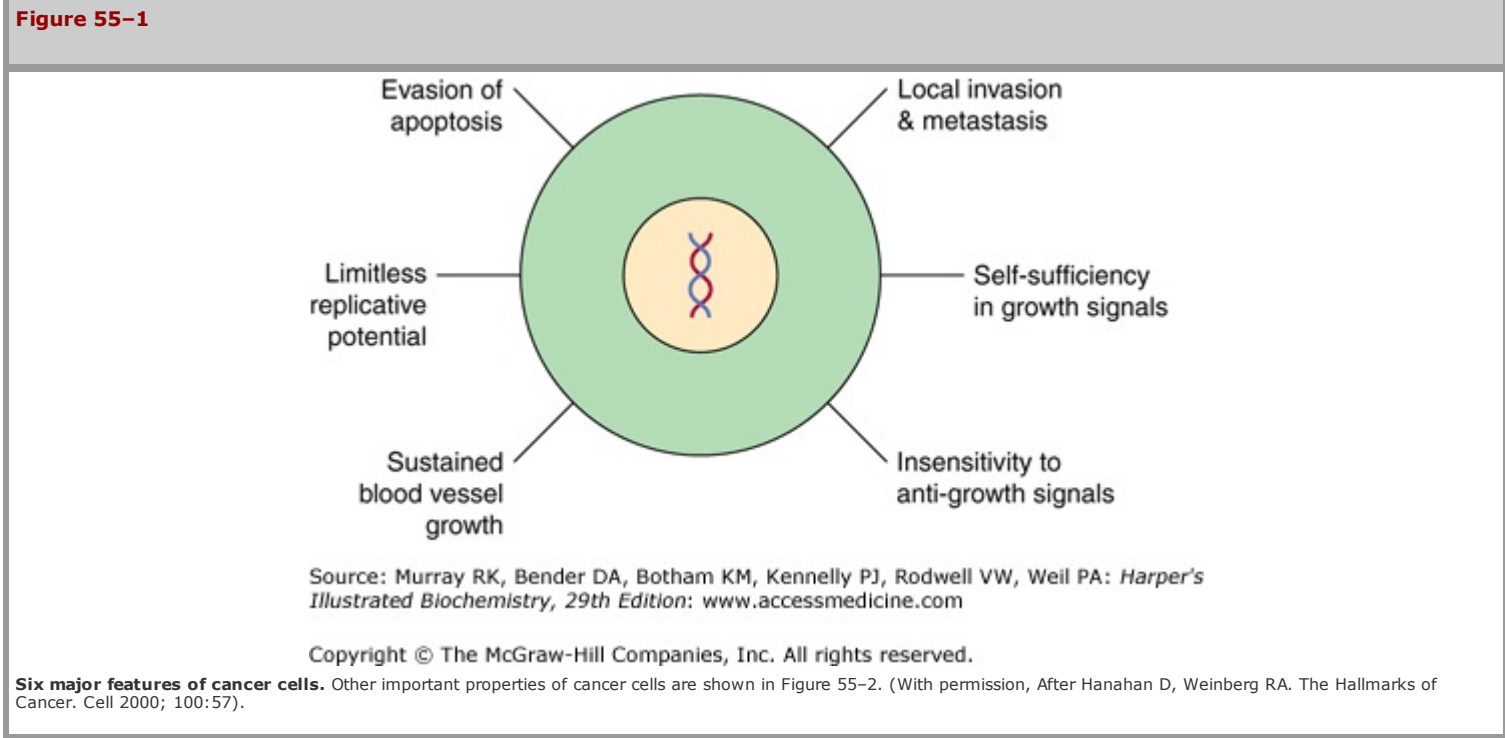 Figure 55–1
Evasion of
apoptosis
Local invasion
& metastasis
Limitless
replicative
potential
Self-sufficiency
in growth signals
Sustained
blood vessel
growth
Insensitivity to
anti-growth signals
Source: Murray RK, Bender DA, Botham KM, Kennelly PJ, Rodwell VW, Weil PA: Harper's
Illustrated Biochemistry, 29th Edition: www.accessmedicine.com
Copyright © The McGraw-Hill Companies, Inc. All rights reserved.
Six major features of cancer cells. Other important properties of cancer cells are shown in Figure 55–2. (With permission, After Hanahan D, Weinberg RA. The Hallmarks of
Cancer. Cell 2000; 100:57).